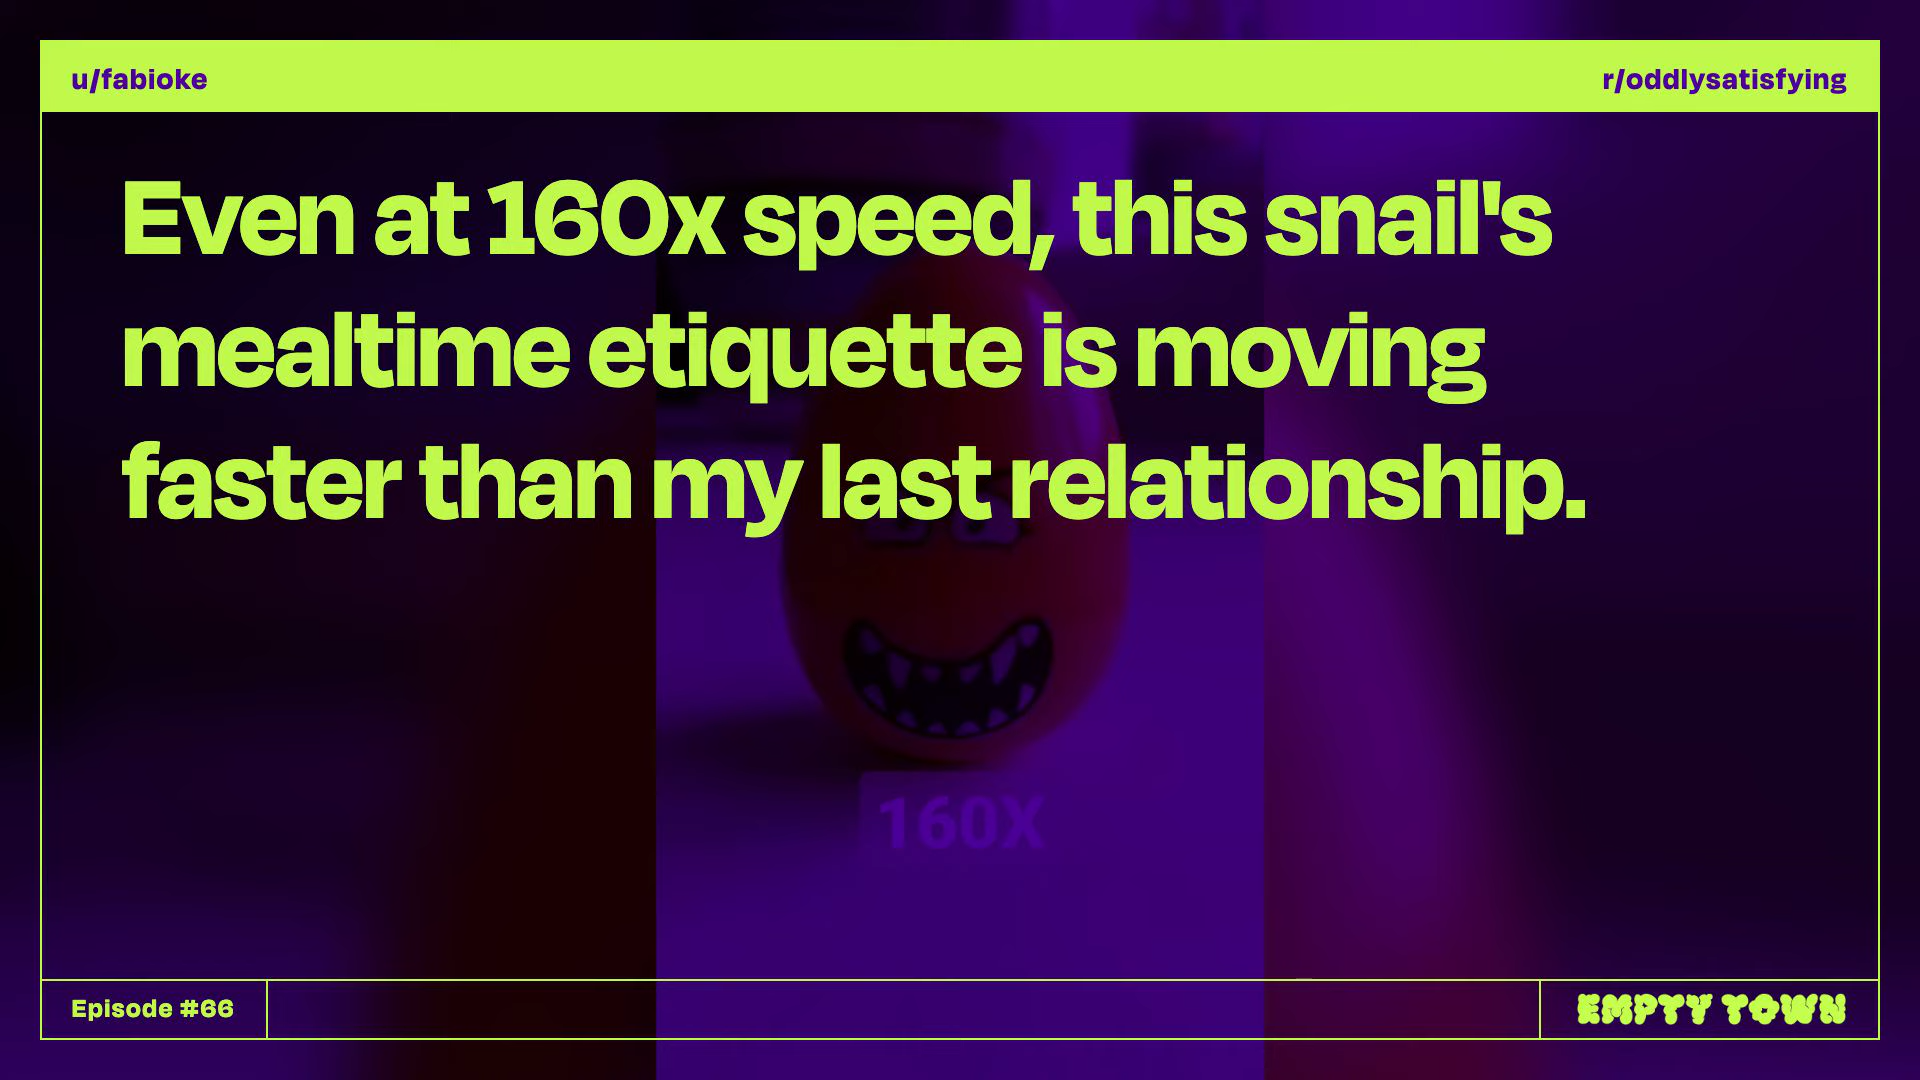 u/fabioke
r/oddlysatisfying
Even at 160x speed, this snail's
mealtime etiquette is moving
faster than my last relationship.
160X
Episode #66
EMPTY TOWN